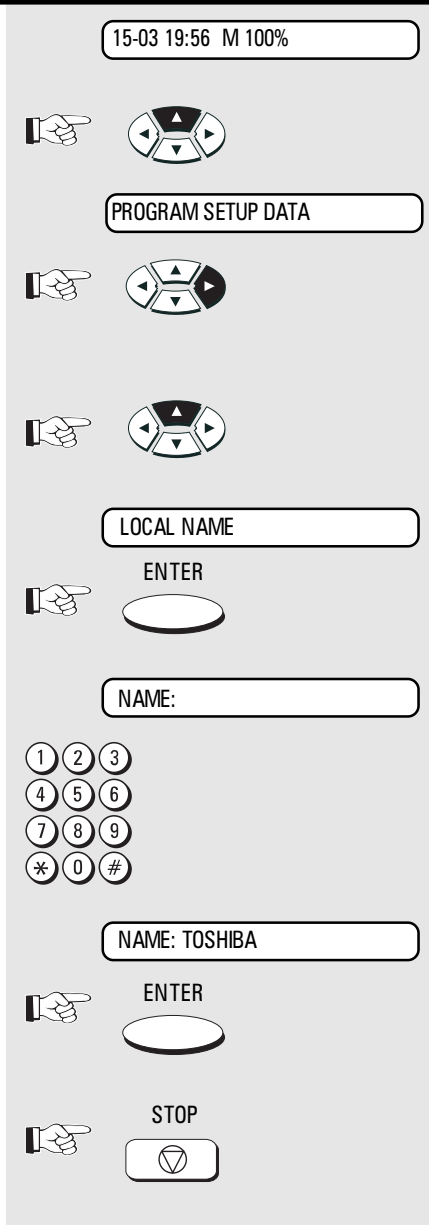 15-03 19:56 M 100%
PROGRAM SETUP DATA
LOCAL NAME
ENTER
NAME:
1 2 3
4 5 6
7 8 9
* 0 #
NAME: TOSHIBA
ENTER
STOP